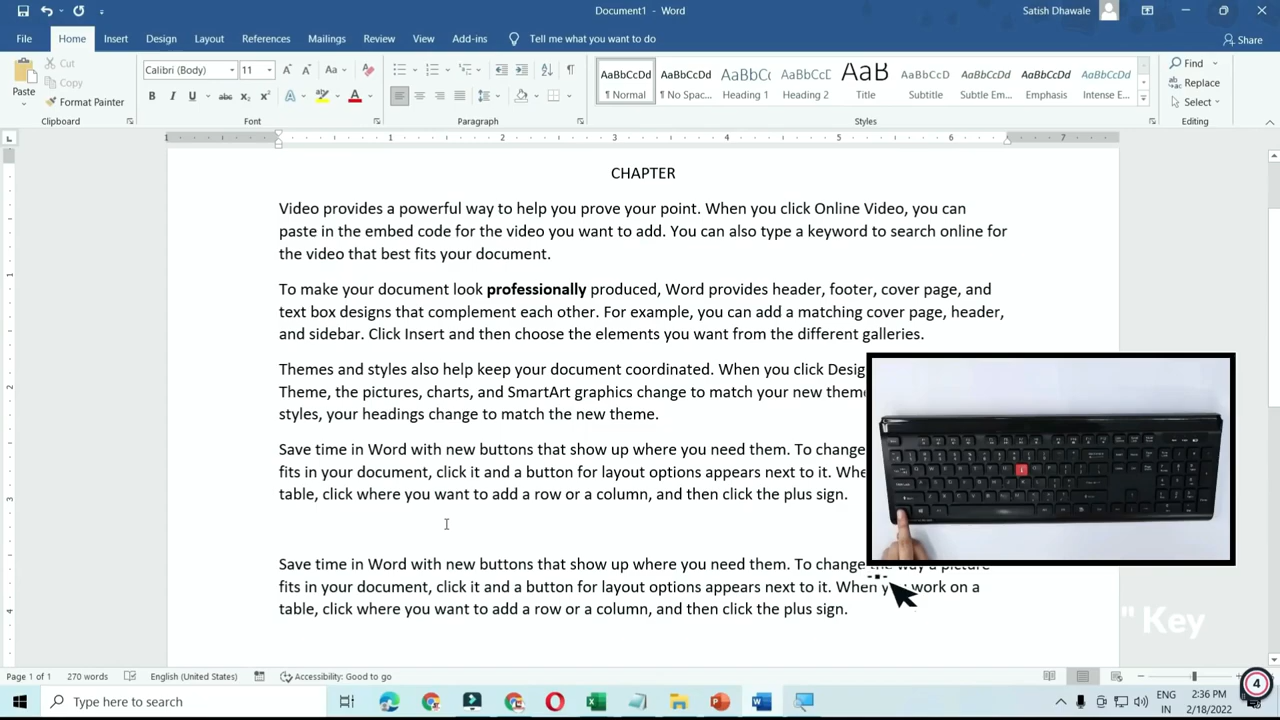 Document1 - Word
Satish Dhawale
File Home Insert Design Layout References Mailings Review View Add-ins Tell me what you want to do Share
Paste
Cut
Copy
Format Painter
Calibri (Body) 11
AaBbCcDd AaBbCcDd AaBbCc AaBbCcD AaB AaBbCcD AaBbCcDd AaBbCcDd AaBbCcDd
¶ Normal ¶ No Spac... Heading 1 Heading 2 Title Subtitle Subtle Em... Emphasis Intense E...
Find
Replace
Select
Clipboard Font Paragraph Styles Editing
1 1 2 3 4 5 6 7
CHAPTER
Video provides a powerful way to help you prove your point. When you click Online Video, you can
paste in the embed code for the video you want to add. You can also type a keyword to search online for
the video that best fits your document.
To make your document look professionally produced, Word provides header, footer, cover page, and
text box designs that complement each other. For example, you can add a matching cover page, header,
and sidebar. Click Insert and then choose the elements you want from the different galleries.
Themes and styles also help keep your document coordinated. When you click Desig
Theme, the pictures, charts, and SmartArt graphics change to match your new theme
styles, your headings change to match the new theme.
Save time in Word with new buttons that show up where you need them. To change
fits in your document, click it and a button for layout options appears next to it. Whe
table, click where you want to add a row or a column, and then click the plus sign.
Save time in Word with new buttons that show up where you need them. To change the way a picture
fits in your document, click it and a button for layout options appears next to it. When you work on a
table, click where you want to add a row or a column, and then click the plus sign.
" Key
Page 1 of 1 270 words English (United States) Accessibility: Good to go
4
Type here to search
ENG
IN
2:36 PM
2/18/2022